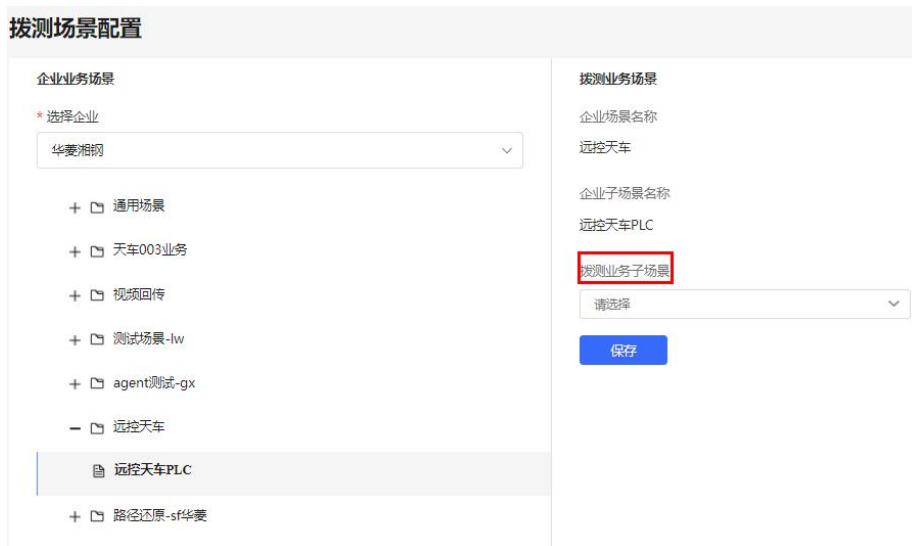 拨测场景配置
企业业务场景
* 选择企业
华菱湘钢
通用场景
天车003业务
视频回传
测试场景-lw
agent测试-gx
远控天车
远控天车PLC
路径还原-sf华菱
拨测业务场景
企业场景名称
远控天车
企业子场景名称
远控天车PLC
拨测业务子场景
请选择
保存